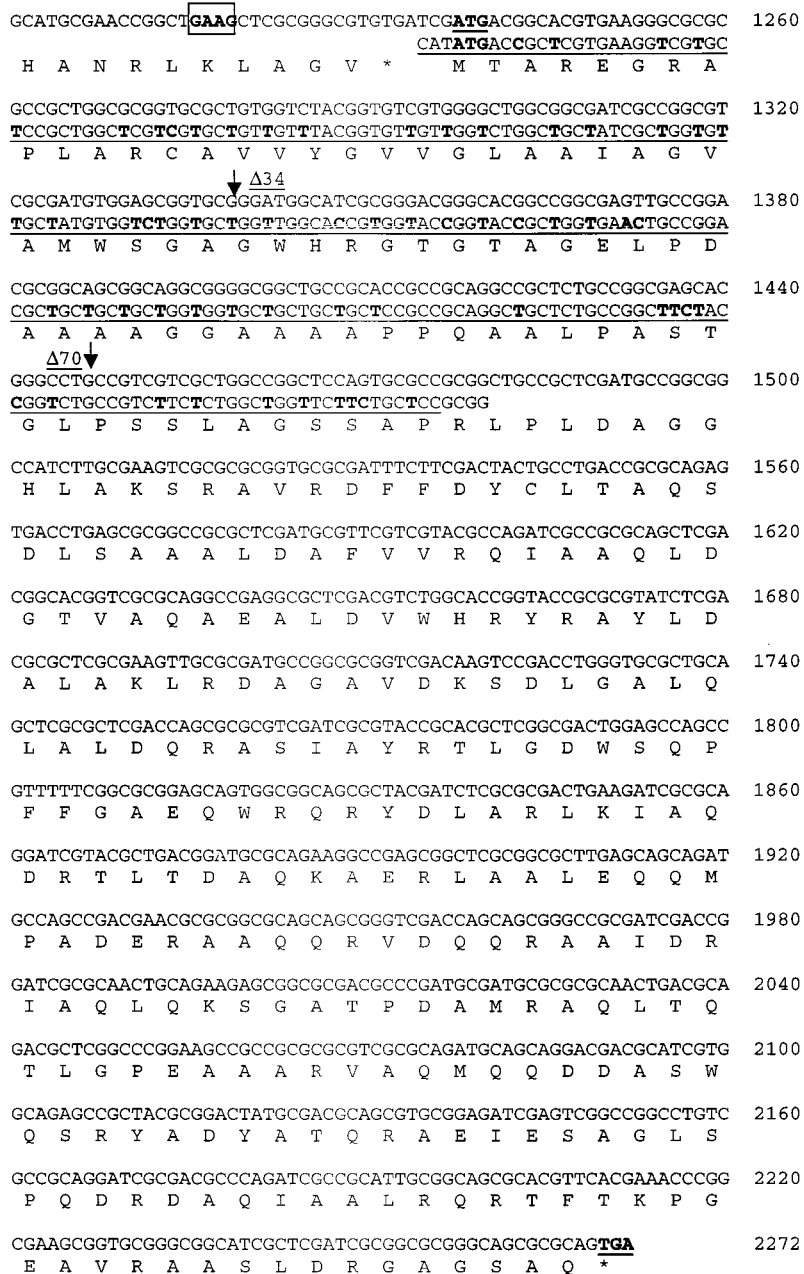 GCATGCGAACCGGCTGAAGCTCGCGGGCGTGTGATCGATGACGGCACGTGAAGGGCGCGC 1260
CATATGACCGCTCGTGAAGGTCGTGC
H A N R L K L A G V * M T A R E G R A
GCCGCTGGCGCGGTGCGCTGTGGTCTACGGTGTCGTGGGGCTGGCGGCGATCGCCGGCGT 1320
TCCGCTGGCTCGTCGTGCTGTTGTTTACGGTGTTGTTGGTCTGGCTGCTATCGCTGGTGT
P L A R C A V V Y G V V G L A A I A G V
Δ34
CGCGATGTGGAGCGGTGCGGGATGGCATCGCGGGACGGGCACGGCCGGCGAGTTGCCGGA 1380
TGCTATGTGGTCTGGTGCTGGTTGGCACCGTGGTACCGGTACCGCTGGTGAACTGCCGGA
A M W S G A G W H R G T G T A G E L P D
CGCGGCAGCGGCAGGCGGGGCGGCTGCCGCACCGCCGCAGGCCGCTCTGCCGGCGAGCAC 1440
CGCTGCTGCTGCTGGTGGTGCTGCTGCTGCTCCGCCGCAGGCTGCTCTGCCGGCTTCTAC
A A A A G G A A A A P P Q A A L P A S T
Δ70
GGGCCTGCCGTCGTCGCTGGCCGGCTCCAGTGCGCCGCGGCTGCCGCTCGATGCCGGCGG 1500
CGGTCTGCCGTCTTCTCTGGCTGGTTCTTCTGCTCCGCGG
G L P S S L A G S S A P R L P L D A G G
CCATCTTGCGAAGTCGCGCGCGGTGCGCGATTTCTTCGACTACTGCCTGACCGCGCAGAG 1560
H L A K S R A V R D F F D Y C L T A Q S
TGACCTGAGCGCGGCCGCGCTCGATGCGTTCGTCGTACGCCAGATCGCCGCGCAGCTCGA 1620
D L S A A A L D A F V V R Q I A A Q L D
CGGCACGGTCGCGCAGGCCGAGGCGCTCGACGTCTGGCACCGGTACCGCGCGTATCTCGA 1680
G T V A Q A E A L D V W H R Y R A Y L D
CGCGCTCGCGAAGTTGCGCGATGCCGGCGCGGTCGACAAGTCCGACCTGGGTGCGCTGCA 1740
A L A K L R D A G A V D K S D L G A L Q
GCTCGCGCTCGACCAGCGCGCGTCGATCGCGTACCGCACGCTCGGCGACTGGAGCCAGCC 1800
L A L D Q R A S I A Y R T L G D W S Q P
GTTTTTCGGCGCGGAGCAGTGGCGGCAGCGCTACGATCTCGCGCGACTGAAGATCGCGCA 1860
F F G A E Q W R Q R Y D L A R L K I A Q
GGATCGTACGCTGACGGATGCGCAGAAGGCCGAGCGGCTCGCGGCGCTTGAGCAGCAGAT 1920
D R T L T D A Q K A E R L A A L E Q Q M
GCCAGCCGACGAACGCGCGGCGCAGCAGCGGGTCGACCAGCAGCGGGCCGCGATCGACCG 1980
P A D E R A A Q Q R V D Q Q R A A I D R
GATCGCGCAACTGCAGAAGAGCGGCGCGACGCCCGATGCGATGCGCGCGCAACTGACGCA 2040
I A Q L Q K S G A T P D A M R A Q L T Q
GACGCTCGGCCCGGAAGCCGCCGCGCGCGTCGCGCAGATGCAGCAGGACGACGCATCGTG 2100
T L G P E A A A R V A Q M Q Q D D A S W
GCAGAGCCGCTACGCGGACTATGCGACGCAGCGTGCGGAGATCGAGTCGGCCGGCCTGTC 2160
Q S R Y A D Y A T Q R A E I E S A G L S
GCCGCAGGATCGCGACGCCCAGATCGCCGCATTGCGGCAGCGCACGTTCACGAAACCCGG 2220
P Q D R D A Q I A A L R Q R T F T K P G
CGAAGCGGTGCGGGCGGCATCGCTCGATCGCGGCGCGGGCAGCGCGCAGTGA 2272
E A V R A A S L D R G A G S A Q *